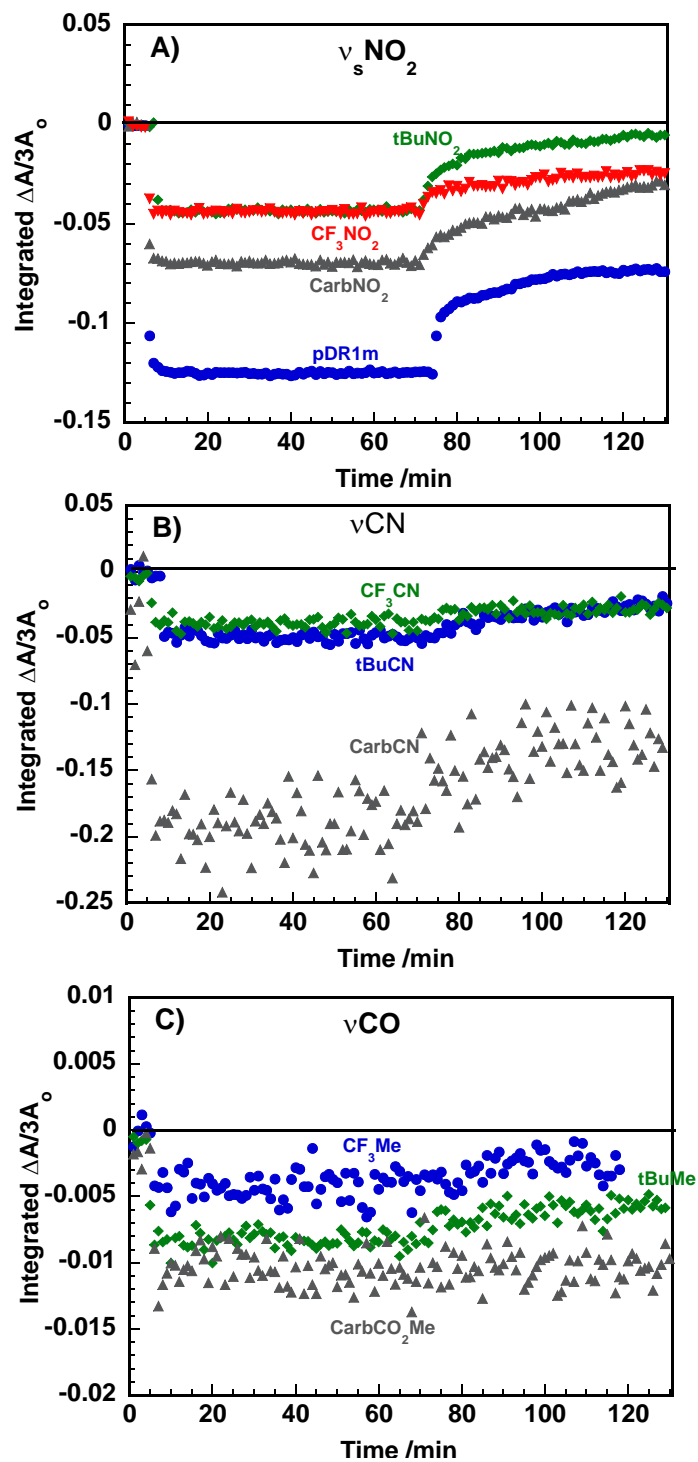 A)
νsNO2
0.05
0
-0.05
-0.1
-0.15
Integrated ΔA/3Ao
tBuNO2
CF3NO2
CarbNO2
pDR1m
0 20 40 60 80 100 120
Time /min
B)
νCN
0.05
0
-0.05
-0.1
-0.15
-0.2
-0.25
Integrated ΔA/3Ao
CF3CN
tBuCN
CarbCN
0 20 40 60 80 100 120
Time /min
C)
νCO
0.01
0.005
0
-0.005
-0.01
-0.015
-0.02
Integrated ΔA/3Ao
CF3Me
tBuMe
CarbCO2Me
0 20 40 60 80 100 120
Time /min